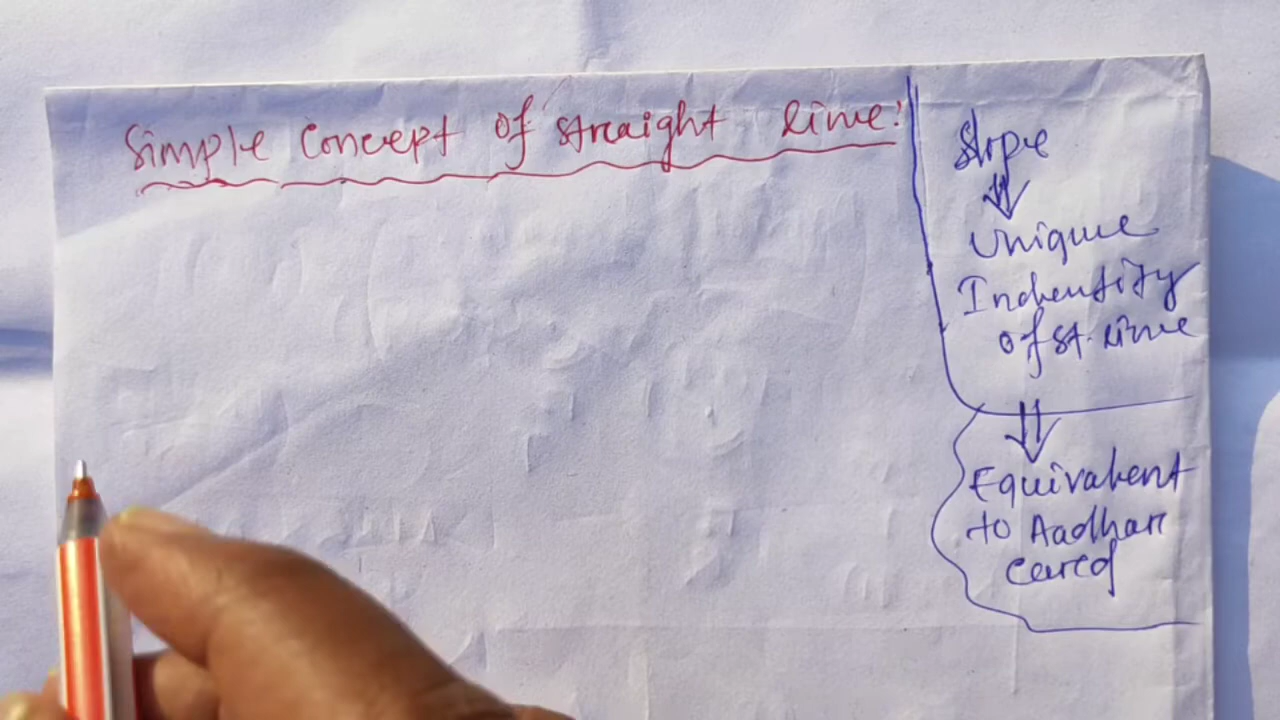 Simple Concept of straight line:
Slope
Unique
Indentity
of st. line
Equivalent
to Aadhar
Card